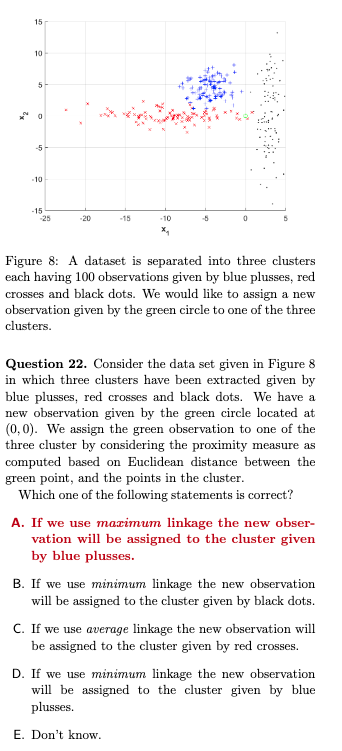 15
10
5
0
-5
-10
-15
x2
-25 -20 -15 -10 -5 0 5
x1
Figure 8: A dataset is separated into three clusters
each having 100 observations given by blue plusses, red
crosses and black dots. We would like to assign a new
observation given by the green circle to one of the three
clusters.
Question 22. Consider the data set given in Figure 8
in which three clusters have been extracted given by
blue plusses, red crosses and black dots. We have a
new observation given by the green circle located at
(0, 0). We assign the green observation to one of the
three cluster by considering the proximity measure as
computed based on Euclidean distance between the
green point, and the points in the cluster.
Which one of the following statements is correct?
A. If we use maximum linkage the new obser-
vation will be assigned to the cluster given
by blue plusses.
B. If we use minimum linkage the new observation
will be assigned to the cluster given by black dots.
C. If we use average linkage the new observation will
be assigned to the cluster given by red crosses.
D. If we use minimum linkage the new observation
will be assigned to the cluster given by blue
plusses.
E. Don't know.